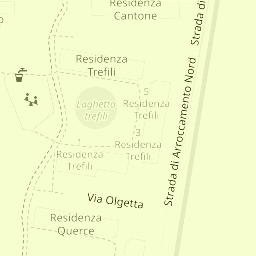 Residenza
Cantone
Strada di
Residenza
Trefili
Laghetto
trefili
5
Residenza
Trefili
3
Residenza
Trefili
Residenza
Trefili
Strada di Arroccamento Nord
Via Olgetta
Residenza
Querce